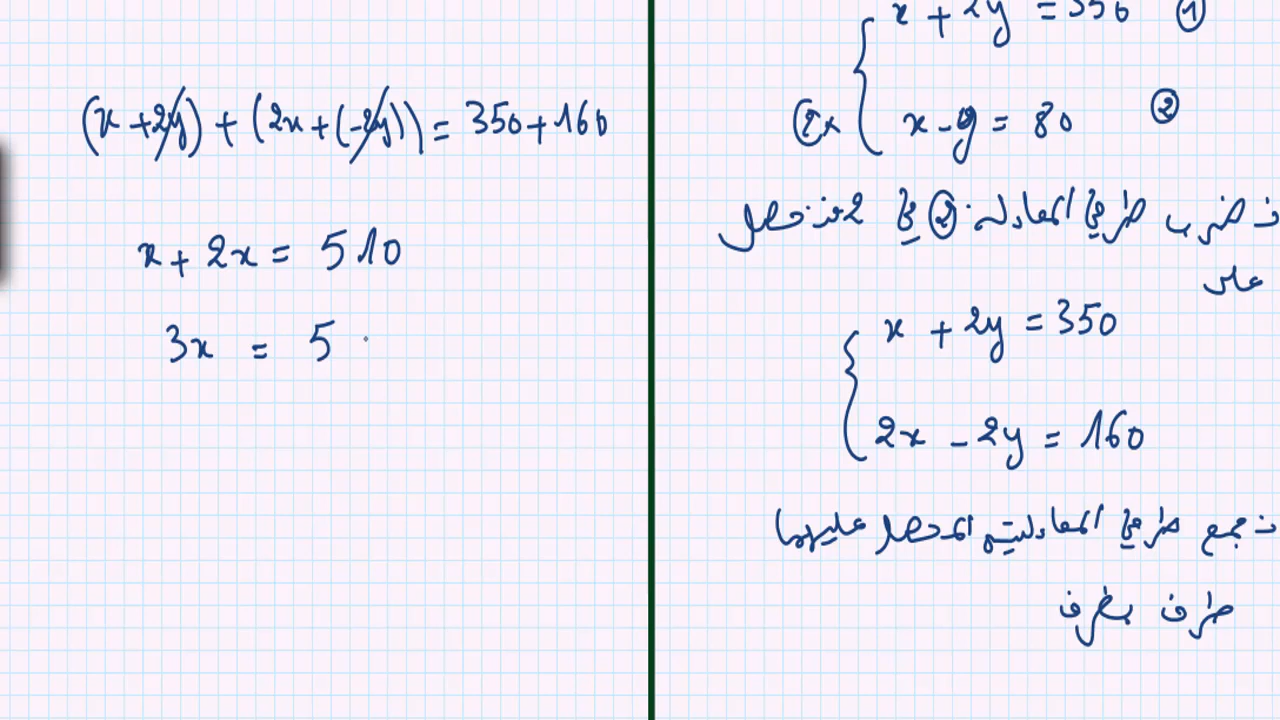 (x + 2y) + (2x + (-2y)) = 350 + 160
x + 2x = 510
3x = 5
x + 2y = 350 ①
2x x - y = 80 ②
نضرب طرفي المعادلة ② في 2 فنحصل
على
x + 2y = 350
2x - 2y = 160
نجمع طرفي المعادلتين المحصل عليهما
طرف بطرف